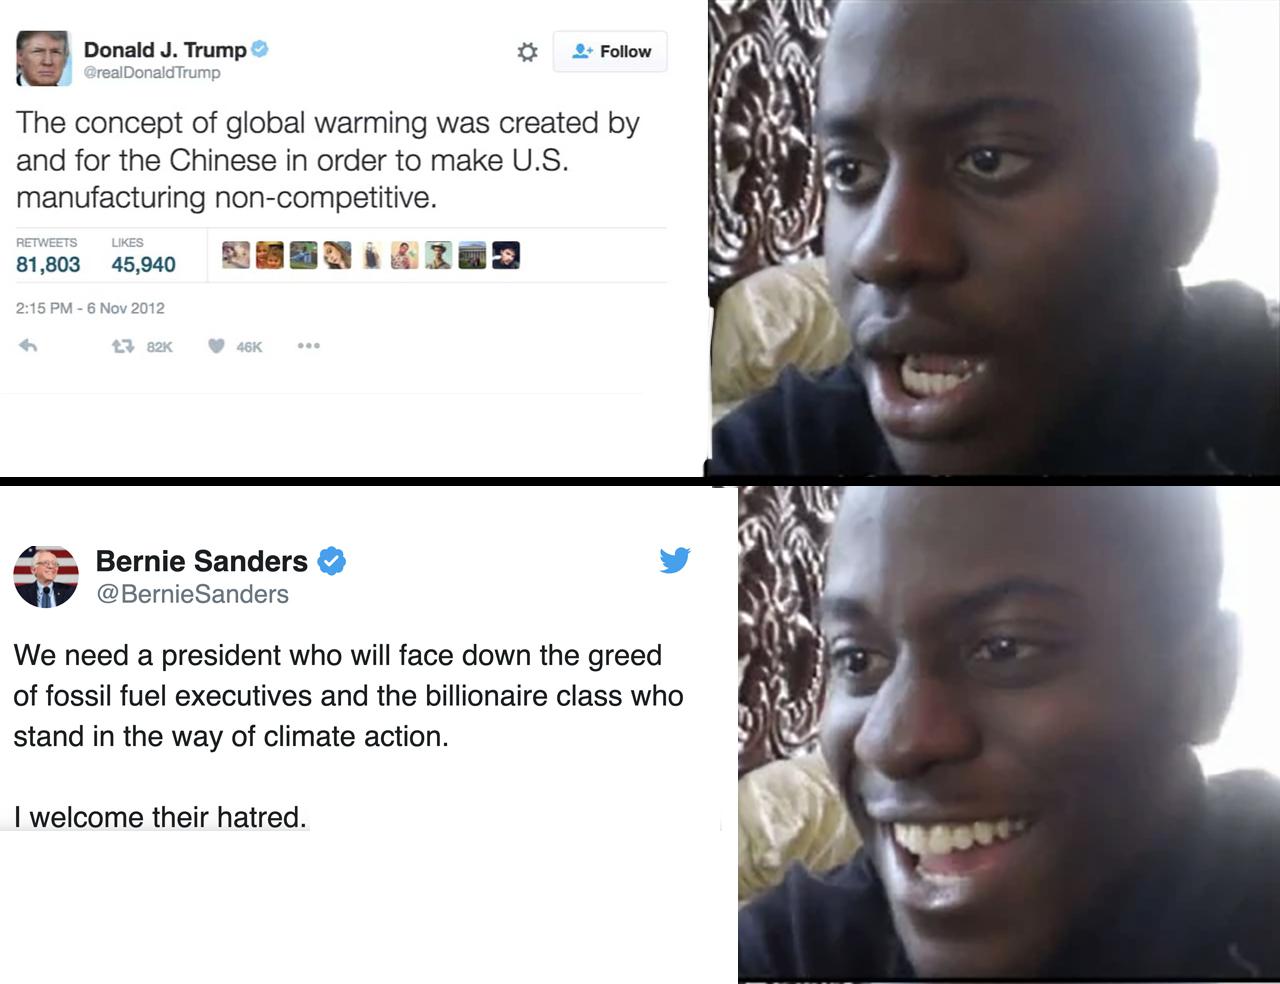 Donald J. Trump
@realDonaldTrump
Follow
The concept of global warming was created by
and for the Chinese in order to make U.S.
manufacturing non-competitive.
RETWEETS LIKES
81,803 45,940
2:15 PM - 6 Nov 2012
82K 46K
Bernie Sanders
@BernieSanders
We need a president who will face down the greed
of fossil fuel executives and the billionaire class who
stand in the way of climate action.
I welcome their hatred.